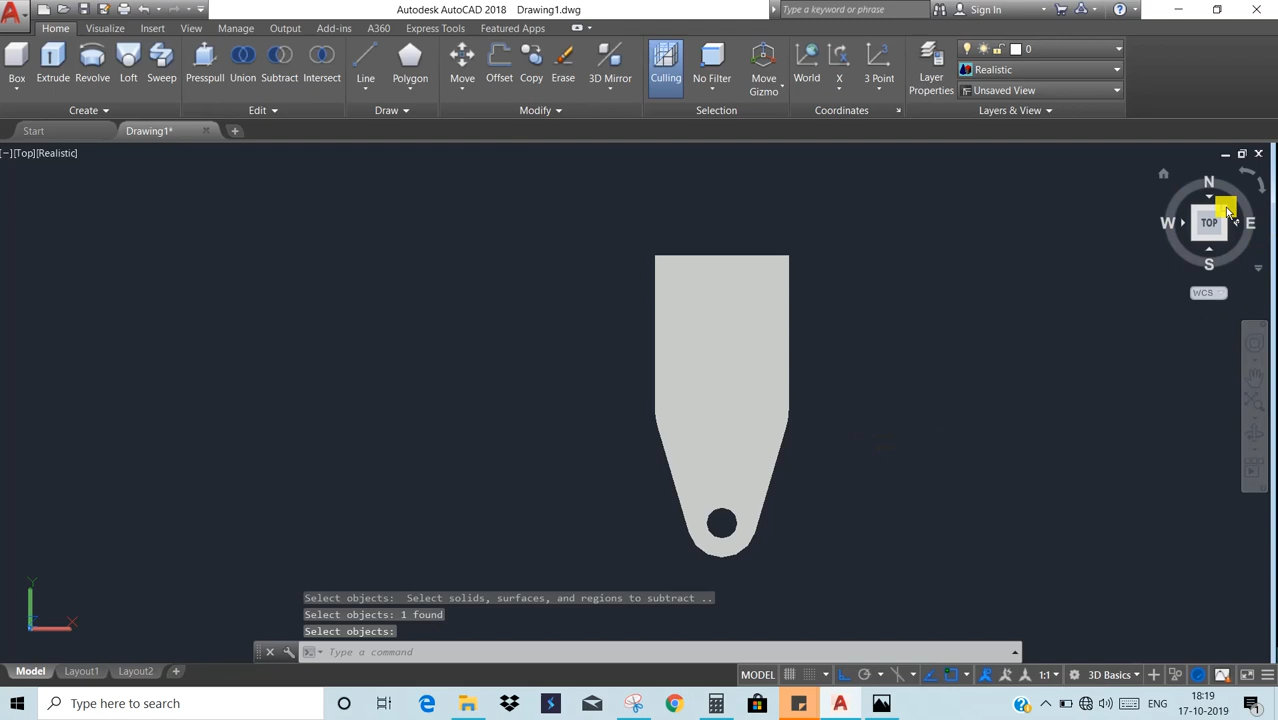 Autodesk AutoCAD 2018 Drawing1.dwg
Type a keyword or phrase
Sign In
Home Visualize Insert View Manage Output Add-ins A360 Express Tools Featured Apps
Box Extrude Revolve Loft Sweep
Presspull Union Subtract Intersect
Line Polygon
Move Offset Copy Erase 3D Mirror
Culling No Filter Move Gizmo
World X 3 Point
Layer Properties
0
Realistic
Unsaved View
Create Edit Draw Modify Selection Coordinates Layers & View
Start Drawing1*
[−][Top][Realistic]
N
W TOP E
S
WCS
Y
X
Select objects: Select solids, surfaces, and regions to subtract ..
Select objects: 1 found
Select objects:
Type a command
Model Layout1 Layout2
MODEL 1:1 3D Basics
Type here to search
ENG
18:19
17-10-2019